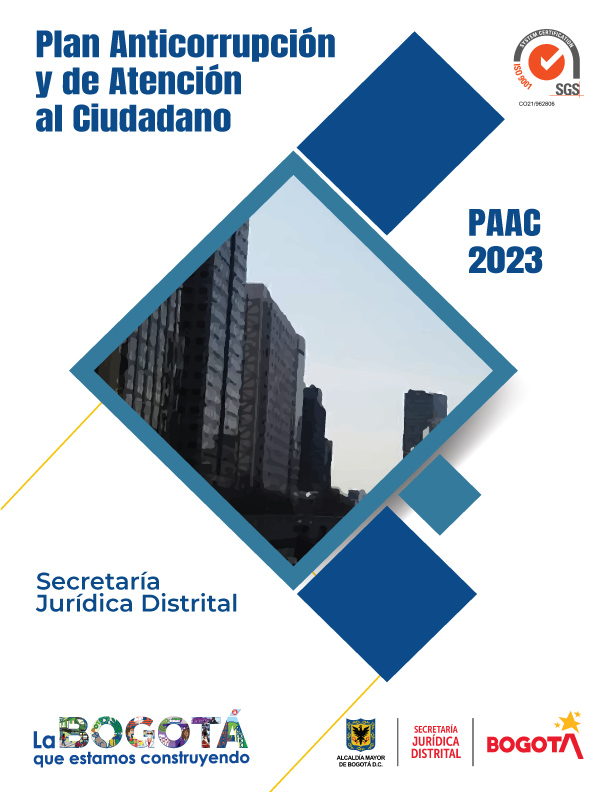 Plan Anticorrupción
y de Atención
al Ciudadano
SYSTEM CERTIFICATION
ISO 9001
SGS
CO21/962806
PAAC
2023
Secretaría
Jurídica Distrital
La BOGOTÁ
que estamos construyendo
ALCALDÍA MAYOR
DE BOGOTÁ D.C.
SECRETARÍA
JURÍDICA
DISTRITAL
BOGOTÁ